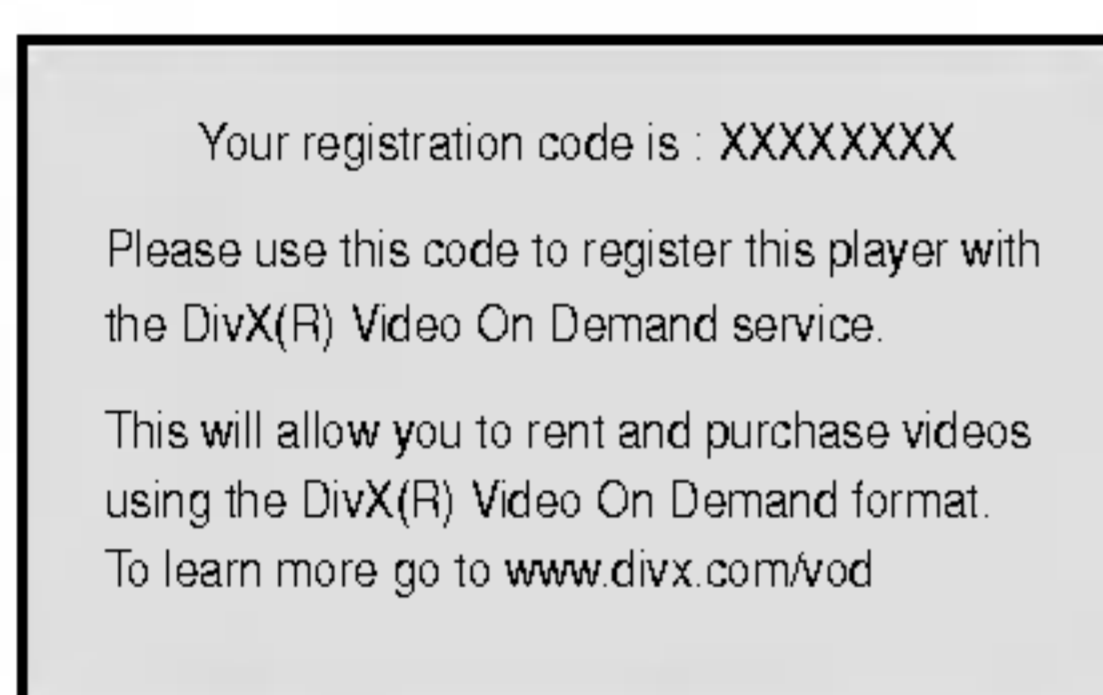 Your registration code is : XXXXXXXX
Please use this code to register this player with
the DivX(R) Video On Demand service.
This will allow you to rent and purchase videos
using the DivX(R) Video On Demand format.
To learn more go to www.divx.com/vod